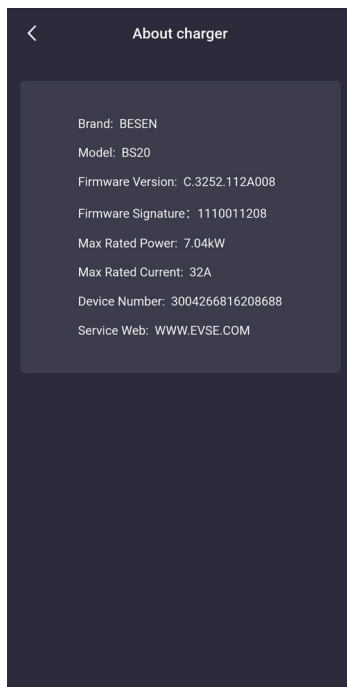 About charger
Brand: BESEN
Model: BS20
Firmware Version: C.3252.112A008
Firmware Signature：1110011208
Max Rated Power: 7.04kW
Max Rated Current: 32A
Device Number: 3004266816208688
Service Web: WWW.EVSE.COM